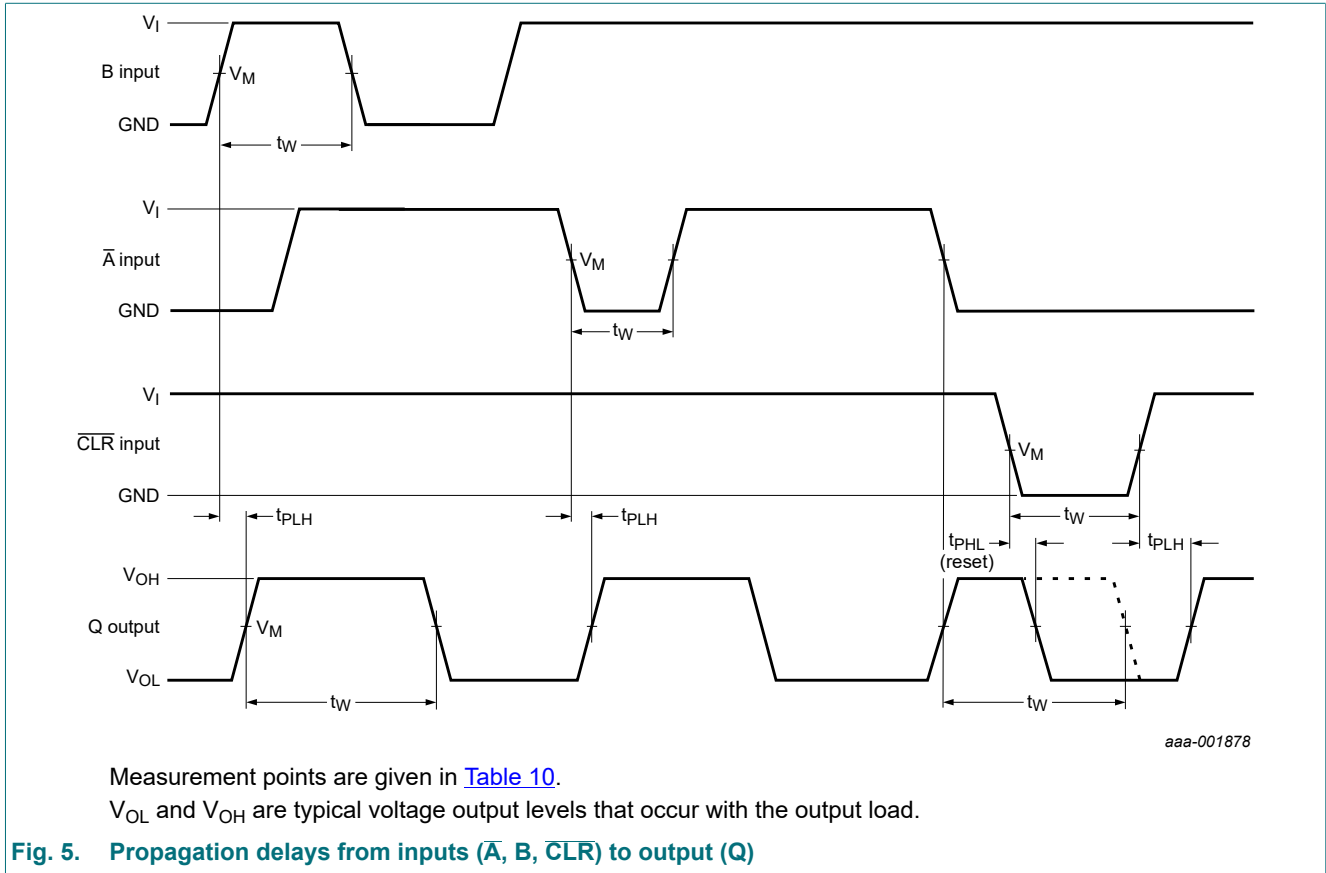 VI
B input
VM
GND
tW
VI
A̅ input
VM
GND
tW
VI
C̅L̅R̅ input
VM
GND
tPLH
tPLH
tW
tPHL
(reset)
tPLH
VOH
Q output
VM
VOL
tW
tW
aaa-001878
Measurement points are given in Table 10.
VOL and VOH are typical voltage output levels that occur with the output load.
Fig. 5. Propagation delays from inputs (A̅, B, C̅L̅R̅) to output (Q)